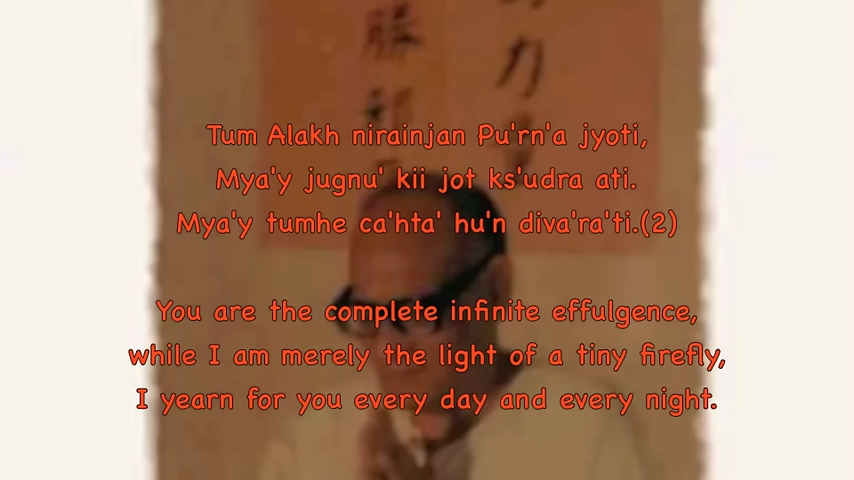 勝
力
Tum Alakh nirainjan Pu'rn'a jyoti,
Mya'y jugnu' kii jot ks'udra ati.
Mya'y tumhe ca'hta' hu'n diva'ra'ti.(2)
You are the complete infinite effulgence,
while I am merely the light of a tiny firefly,
I yearn for you every day and every night.